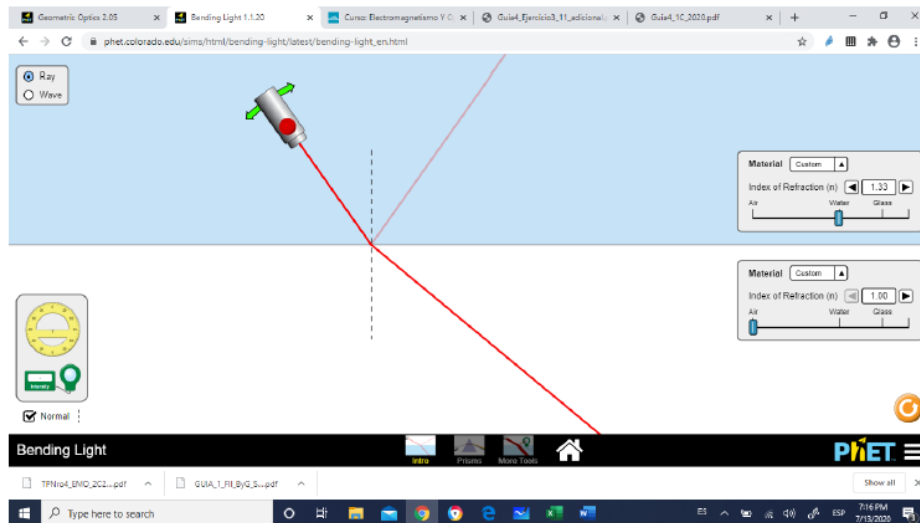 Geometric Optics 2.05
Bending Light 1.1.20
Curso: Electromagnetismo Y Óp
Guia4_Ejercicio3_11_adicional.p
Guia4_1C_2020.pdf
phet.colorado.edu/sims/html/bending-light/latest/bending-light_en.html
Ray
Wave
Material Custom
Index of Refraction (n) 1.33
Air Water Glass
Material Custom
Index of Refraction (n) 1.00
Air Water Glass
Intensity
Normal
Bending Light
Intro Prisms More Tools
PhET
TPNro4_EMO_2C2....pdf
GUIA_1_FII_ByG_S....pdf
Show all
Type here to search
ES
ESP
7:16 PM
7/13/2020